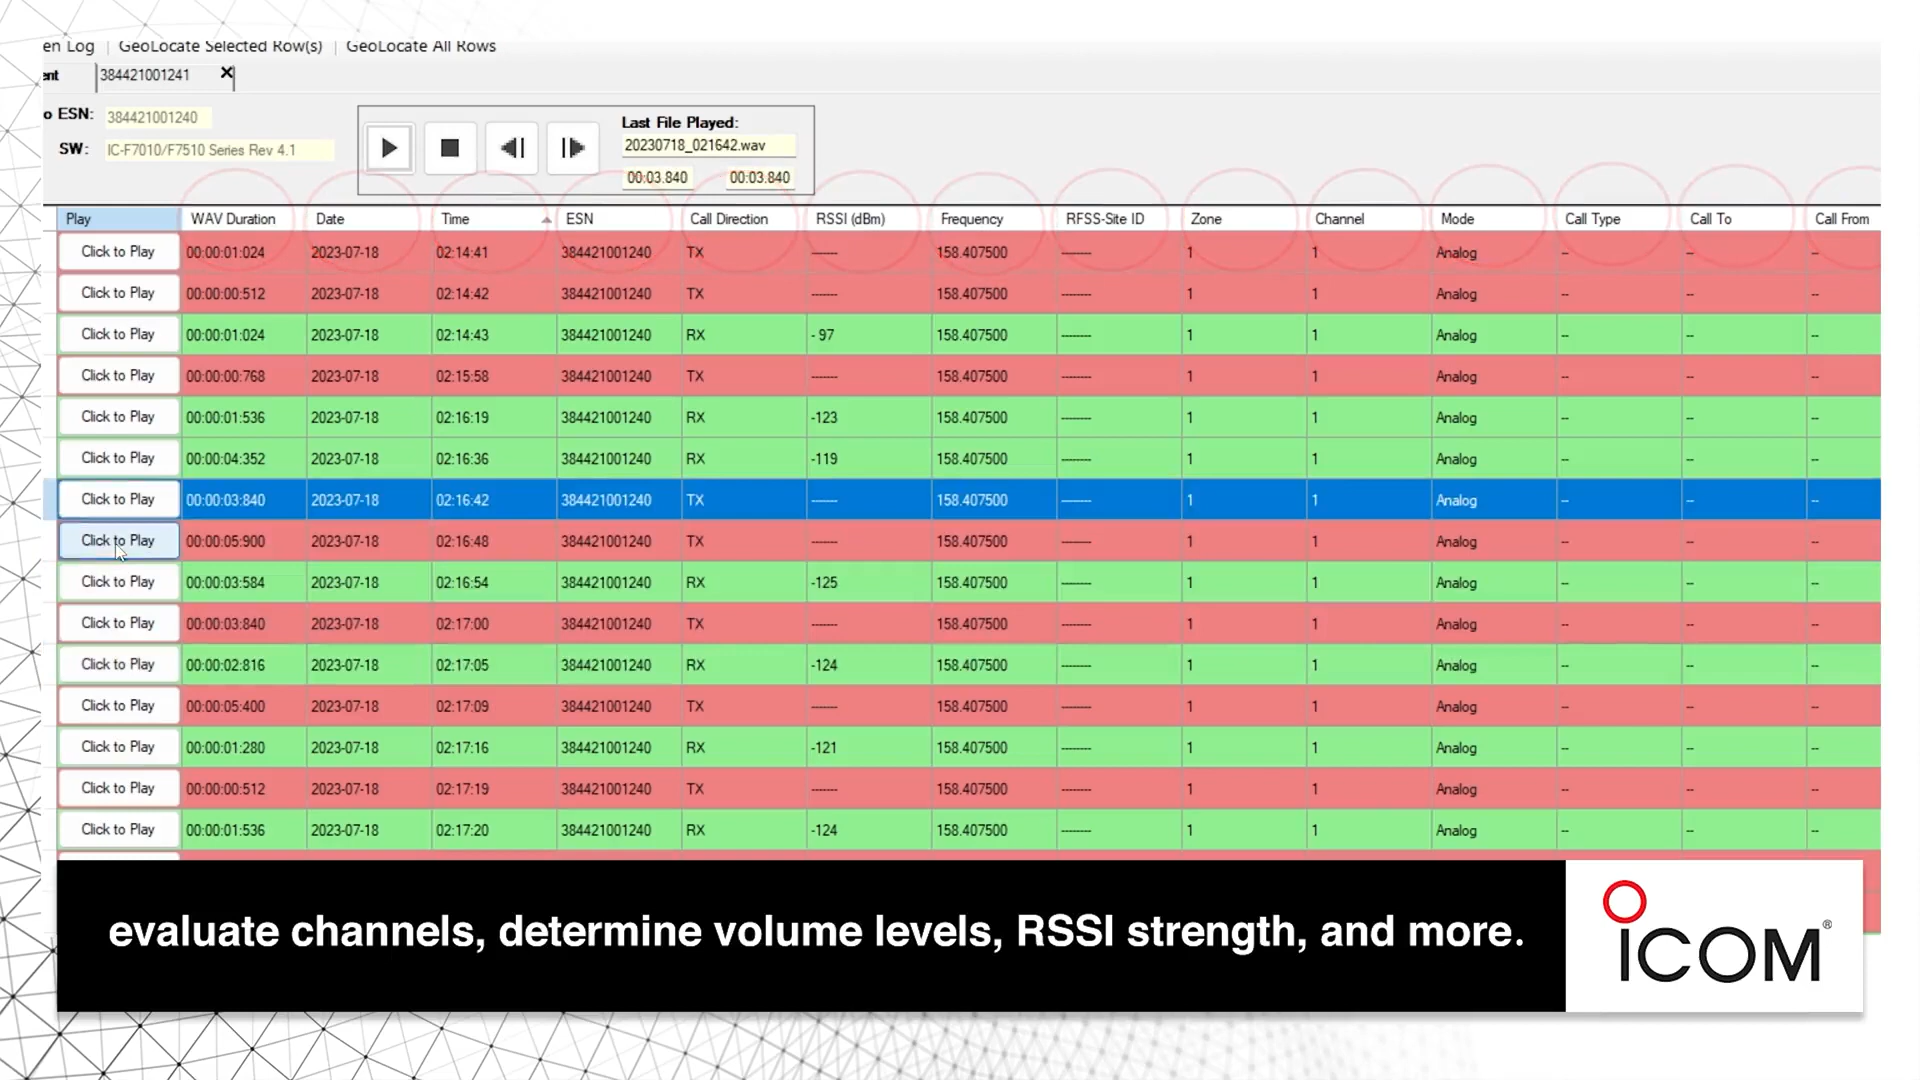 en Log | GeoLocate Selected Row(s) | GeoLocate All Rows
ent 384421001241 X
o ESN: 384421001240
SW: IC-F7010/F7510 Series Rev 4.1
Last File Played:
20230718_021642.wav
00:03.840 00:03.840
Play WAV Duration Date Time ESN Call Direction RSSI (dBm) Frequency RFSS-Site ID Zone Channel Mode Call Type Call To Call From
Click to Play 00:00:01:024 2023-07-18 02:14:41 384421001240 TX ------ 158.407500 ------- 1 1 Analog -- -- --
Click to Play 00:00:00:512 2023-07-18 02:14:42 384421001240 TX ------ 158.407500 ------- 1 1 Analog -- -- --
Click to Play 00:00:01:024 2023-07-18 02:14:43 384421001240 RX - 97 158.407500 ------- 1 1 Analog -- -- --
Click to Play 00:00:00:768 2023-07-18 02:15:58 384421001240 TX ------ 158.407500 ------- 1 1 Analog -- -- --
Click to Play 00:00:01:536 2023-07-18 02:16:19 384421001240 RX -123 158.407500 ------- 1 1 Analog -- -- --
Click to Play 00:00:04:352 2023-07-18 02:16:36 384421001240 RX -119 158.407500 ------- 1 1 Analog -- -- --
Click to Play 00:00:03:840 2023-07-18 02:16:42 384421001240 TX ------ 158.407500 ------- 1 1 Analog -- -- --
Click to Play 00:00:05:900 2023-07-18 02:16:48 384421001240 TX ------ 158.407500 ------- 1 1 Analog -- -- --
Click to Play 00:00:03:584 2023-07-18 02:16:54 384421001240 RX -125 158.407500 ------- 1 1 Analog -- -- --
Click to Play 00:00:03:840 2023-07-18 02:17:00 384421001240 TX ------ 158.407500 ------- 1 1 Analog -- -- --
Click to Play 00:00:02:816 2023-07-18 02:17:05 384421001240 RX -124 158.407500 ------- 1 1 Analog -- -- --
Click to Play 00:00:05:400 2023-07-18 02:17:09 384421001240 TX ------ 158.407500 ------- 1 1 Analog -- -- --
Click to Play 00:00:01:280 2023-07-18 02:17:16 384421001240 RX -121 158.407500 ------- 1 1 Analog -- -- --
Click to Play 00:00:00:512 2023-07-18 02:17:19 384421001240 TX ------ 158.407500 ------- 1 1 Analog -- -- --
Click to Play 00:00:01:536 2023-07-18 02:17:20 384421001240 RX -124 158.407500 ------- 1 1 Analog -- -- --
evaluate channels, determine volume levels, RSSI strength, and more.
ICOM®